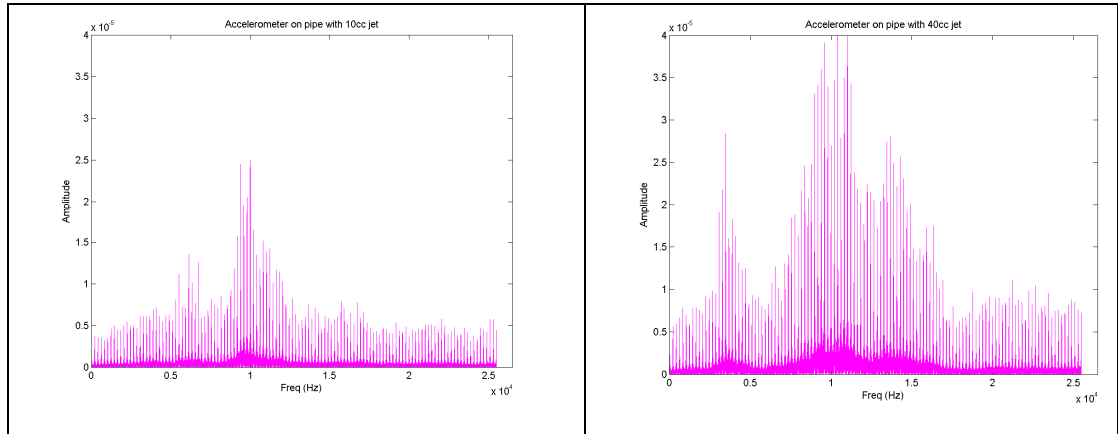 Accelerometer on pipe with 10cc jet
x 10^-5
4
3.5
3
2.5
2
1.5
1
0.5
0
Amplitude
0 0.5 1 1.5 2 2.5
x 10^4
Freq (Hz)
Accelerometer on pipe with 40cc jet
x 10^-5
4
3.5
3
2.5
2
1.5
1
0.5
0
Amplitude
0 0.5 1 1.5 2 2.5
x 10^4
Freq (Hz)